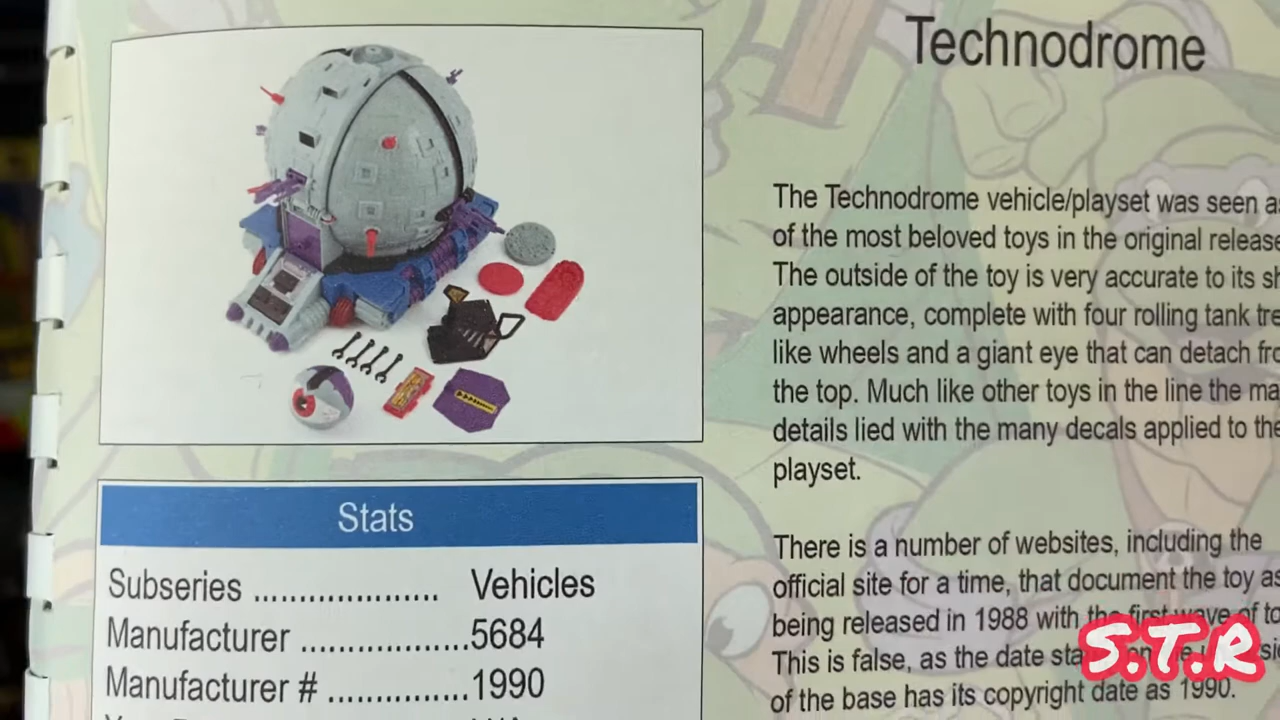 Technodrome
The Technodrome vehicle/playset was seen as
of the most beloved toys in the original release
The outside of the toy is very accurate to its
appearance, complete with four rolling tank
like wheels and a giant eye that can detach
the top. Much like other toys in the line the
details lied with the many decals applied to the
playset.
There is a number of websites, including the
official site for a time, that document the toy as
being released in 1988 with the first wave of
This is false, as the date
of the base has its copyright date as 1990.
Stats
Subseries ..................... Vehicles
Manufacturer ...................5684
Manufacturer # ................1990
S.T.R